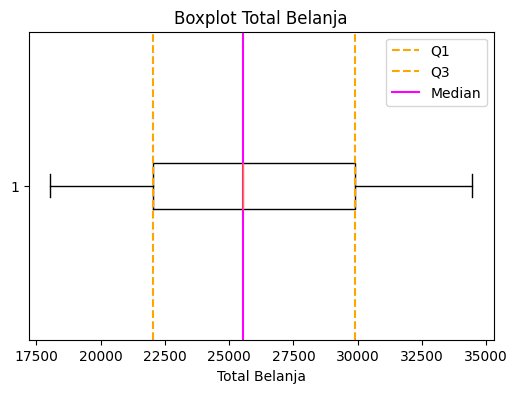 Boxplot Total Belanja
Q1
Q3
Median
1
17500 20000 22500 25000 27500 30000 32500 35000
Total Belanja